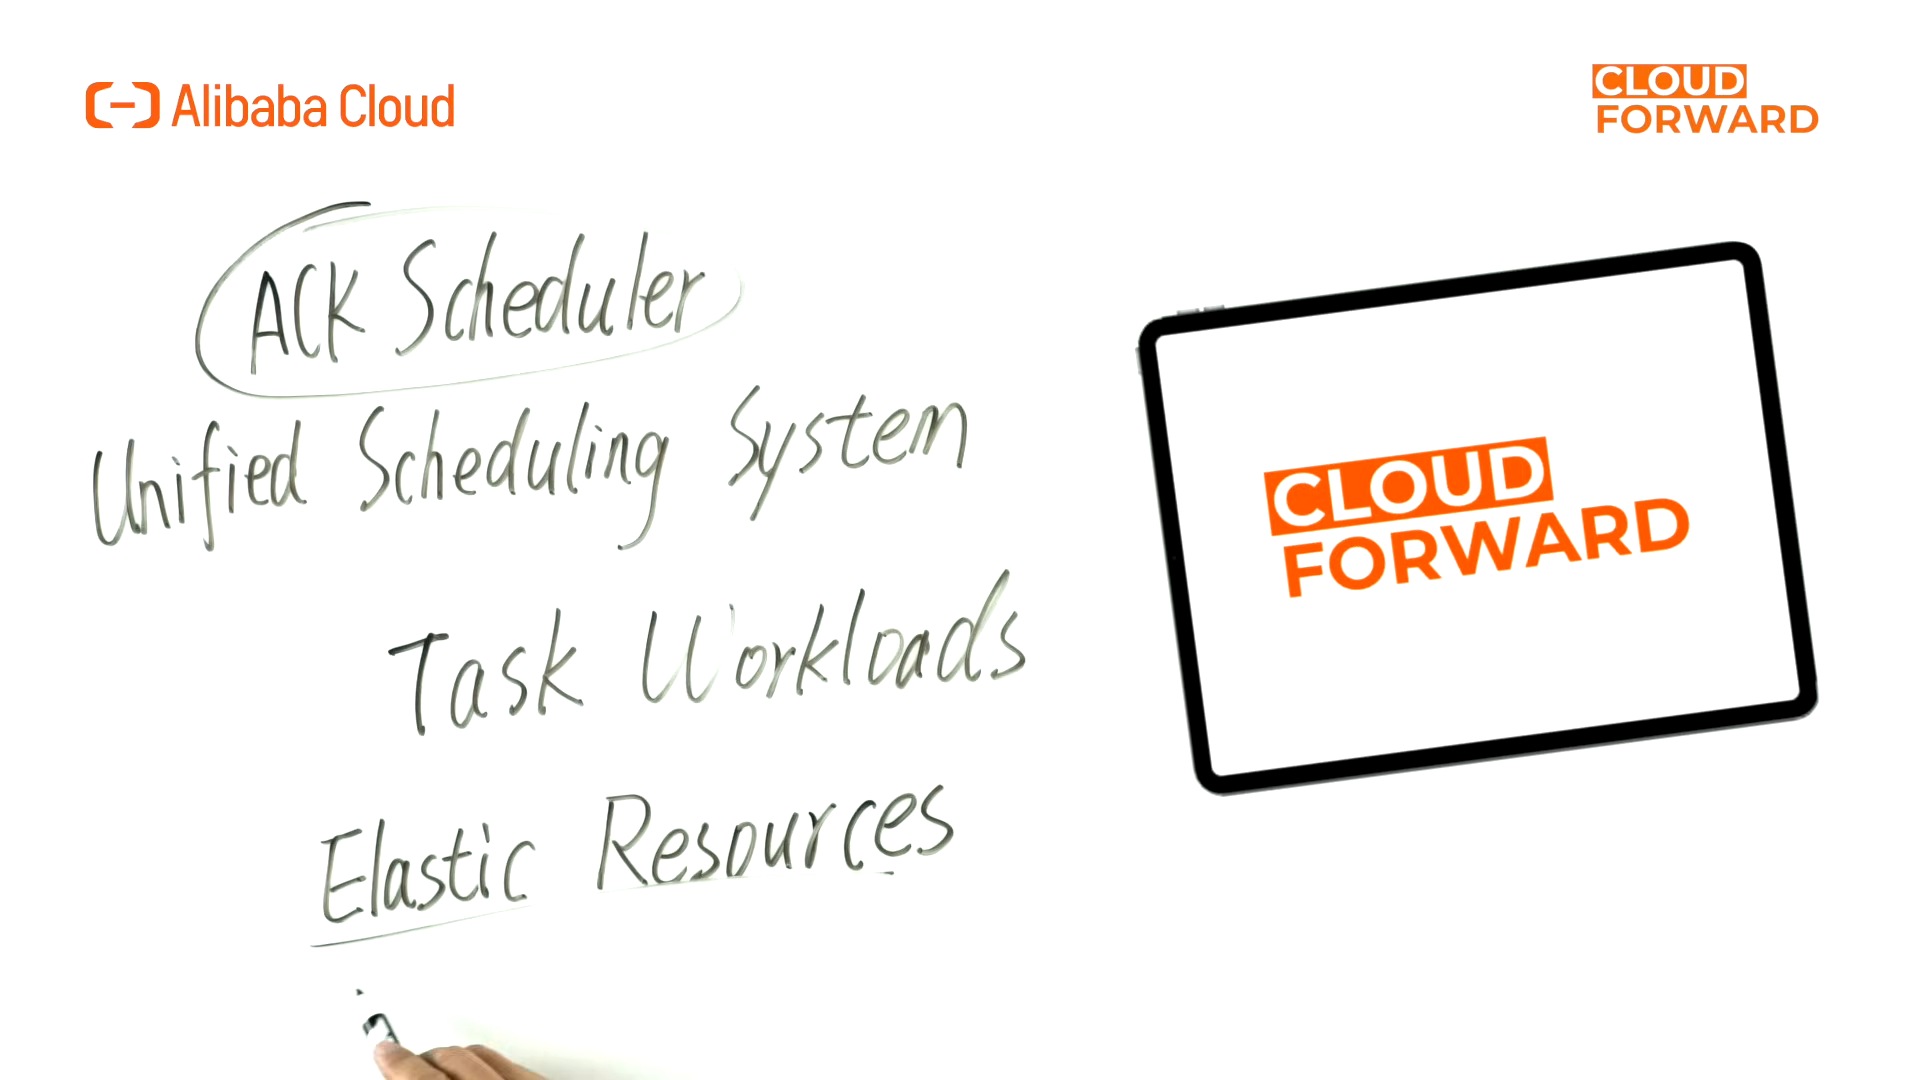 Alibaba Cloud
CLOUD
FORWARD
ACK Scheduler
Unified Scheduling System
Task Workloads
Elastic Resources
CLOUD
FORWARD